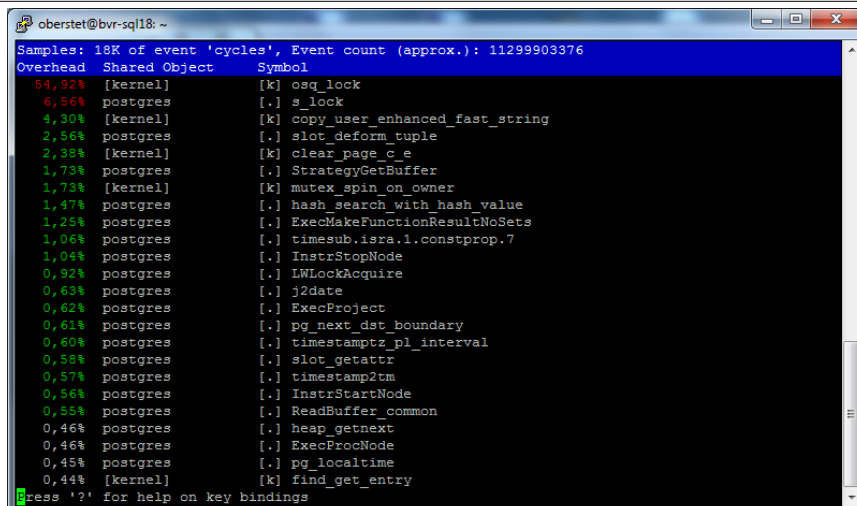 oberstet@bvr-sql18: ~
Samples: 18K of event 'cycles', Event count (approx.): 11299903376
Overhead  Shared Object     Symbol
54,92%  [kernel]          [k] osq_lock
6,56%  postgres          [.] s_lock
4,30%  [kernel]          [k] copy_user_enhanced_fast_string
2,56%  postgres          [.] slot_deform_tuple
2,38%  [kernel]          [k] clear_page_c_e
1,73%  postgres          [.] StrategyGetBuffer
1,73%  [kernel]          [k] mutex_spin_on_owner
1,47%  postgres          [.] hash_search_with_hash_value
1,25%  postgres          [.] ExecMakeFunctionResultNoSets
1,06%  postgres          [.] timesub.isra.1.constprop.7
1,04%  postgres          [.] InstrStopNode
0,92%  postgres          [.] LWLockAcquire
0,63%  postgres          [.] j2date
0,62%  postgres          [.] ExecProject
0,61%  postgres          [.] pg_next_dst_boundary
0,60%  postgres          [.] timestamptz_pl_interval
0,58%  postgres          [.] slot_getattr
0,57%  postgres          [.] timestamp2tm
0,56%  postgres          [.] InstrStartNode
0,55%  postgres          [.] ReadBuffer_common
0,46%  postgres          [.] heap_getnext
0,46%  postgres          [.] ExecProcNode
0,45%  postgres          [.] pg_localtime
0,44%  [kernel]          [k] find_get_entry
Press '?' for help on key bindings